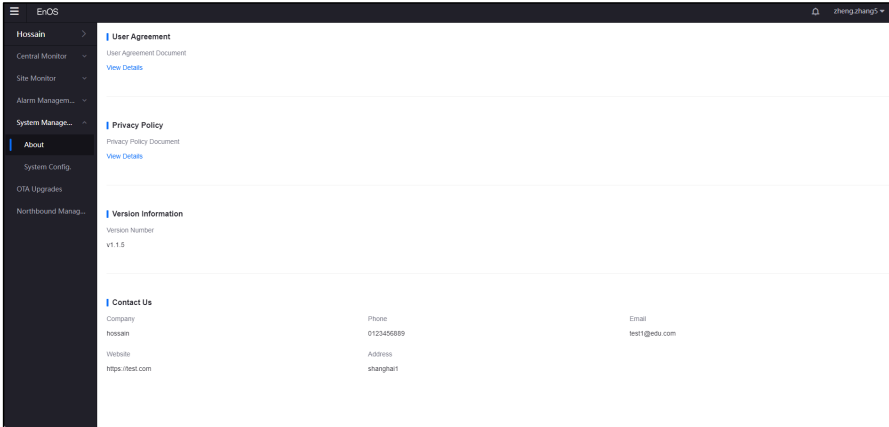 EnOS
zheng.zhang5
Hossain
Central Monitor
Site Monitor
Alarm Managem...
System Manage...
About
System Config.
OTA Upgrades
Northbound Manag...
User Agreement
User Agreement Document
View Details
Privacy Policy
Privacy Policy Document
View Details
Version Information
Version Number
v1.1.5
Contact Us
Company Phone Email
hossain 0123456889 test1@edu.com
Website Address
https://test.com shanghai1